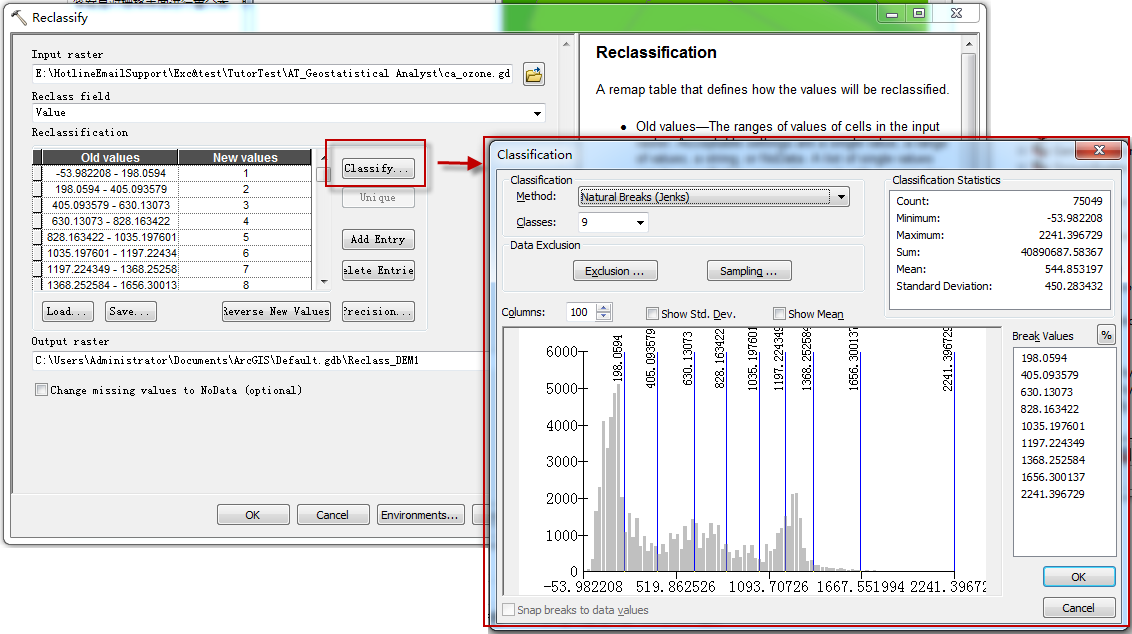 Reclassify
Input raster
E:\HotlineEmailSupport\Exc@test\TutorTest\AT_Geostatistical Analyst\ca_ozone.gd
Reclass field
Value
Reclassification
Old values New values
-53.982208 - 198.0594 1
198.0594 - 405.093579 2
405.093579 - 630.13073 3
630.13073 - 828.163422 4
828.163422 - 1035.197601 5
1035.197601 - 1197.22434 6
1197.224349 - 1368.25258 7
1368.252584 - 1656.30013 8
Classify...
Unique
Add Entry
elete Entrie
Load...
Save...
Reverse New Values
Precision...
Output raster
C:\Users\Administrator\Documents\ArcGIS\Default.gdb\Reclass_DEM1
Change missing values to NoData (optional)
OK
Cancel
Environments...
Reclassification
A remap table that defines how the values will be reclassified.
• Old values—The ranges of values of cells in the input
Classification
Classification
Method:
Natural Breaks (Jenks)
Classes:
9
Data Exclusion
Exclusion ...
Sampling ...
Classification Statistics
Count: 75049
Minimum: -53.982208
Maximum: 2241.396729
Sum: 40890687.58367
Mean: 544.853197
Standard Deviation: 450.283432
Columns:
100
Show Std. Dev.
Show Mean
198.0594
405.093579
630.13073
828.163422
1035.197601
1197.224349
1368.252584
1656.300137
2241.396729
6000
5000
4000
3000
2000
1000
0
-53.982208 519.862526 1093.70726 1667.551994 2241.39672
Break Values
%
198.0594
405.093579
630.13073
828.163422
1035.197601
1197.224349
1368.252584
1656.300137
2241.396729
OK
Cancel
Snap breaks to data values